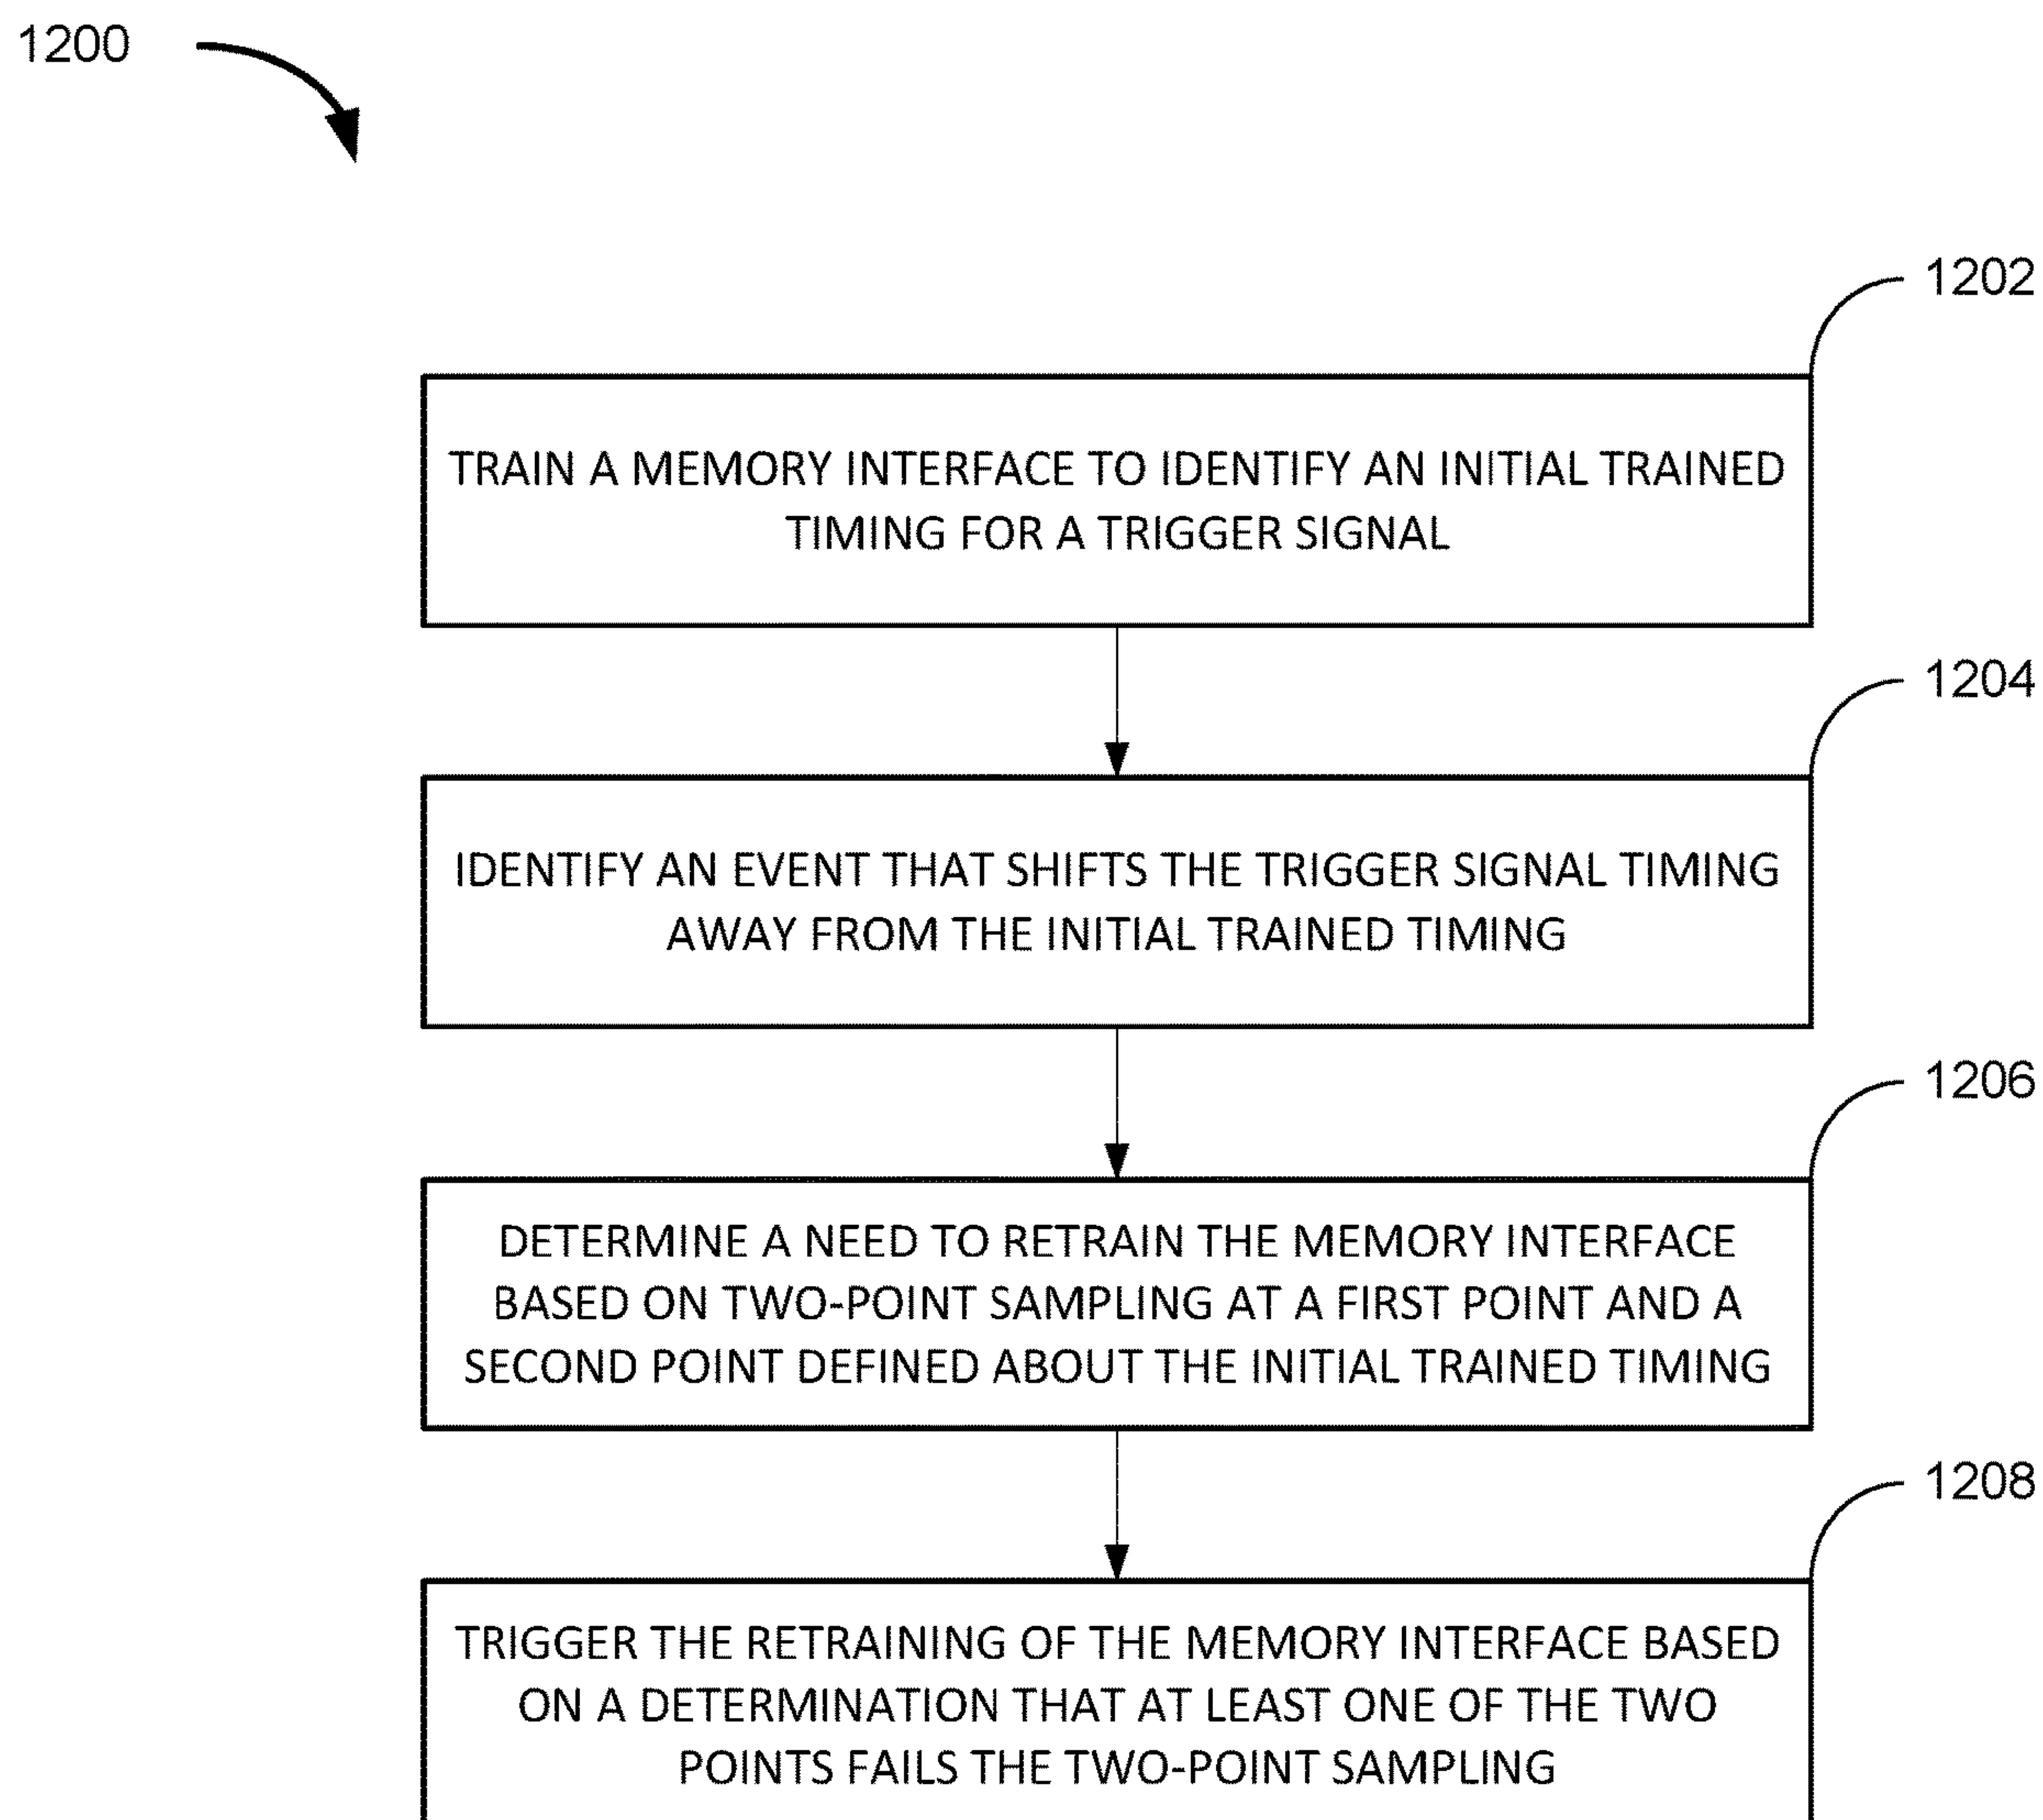 1200
1202
TRAIN A MEMORY INTERFACE TO IDENTIFY AN INITIAL TRAINED
TIMING FOR A TRIGGER SIGNAL
1204
IDENTIFY AN EVENT THAT SHIFTS THE TRIGGER SIGNAL TIMING
AWAY FROM THE INITIAL TRAINED TIMING
1206
DETERMINE A NEED TO RETRAIN THE MEMORY INTERFACE
BASED ON TWO-POINT SAMPLING AT A FIRST POINT AND A
SECOND POINT DEFINED ABOUT THE INITIAL TRAINED TIMING
1208
TRIGGER THE RETRAINING OF THE MEMORY INTERFACE BASED
ON A DETERMINATION THAT AT LEAST ONE OF THE TWO
POINTS FAILS THE TWO-POINT SAMPLING